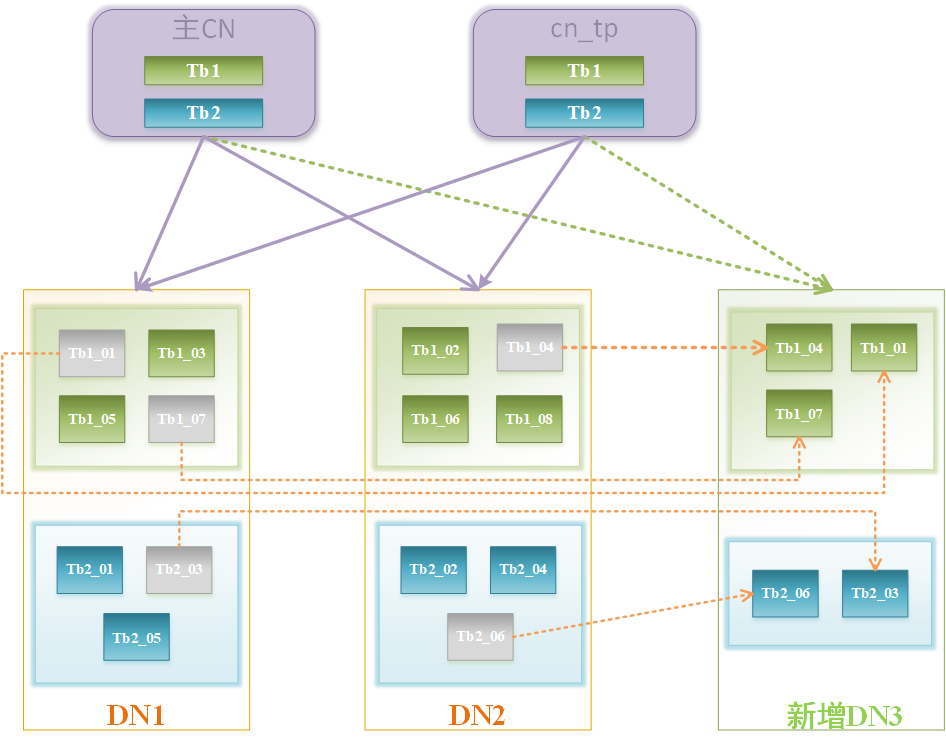 主CN
Tb1
Tb2
cn_tp
Tb1
Tb2
Tb1_01
Tb1_03
Tb1_05
Tb1_07
Tb2_01
Tb2_03
Tb2_05
DN1
Tb1_02
Tb1_04
Tb1_06
Tb1_08
Tb2_02
Tb2_04
Tb2_06
DN2
Tb1_04
Tb1_01
Tb1_07
Tb2_06
Tb2_03
新增DN3